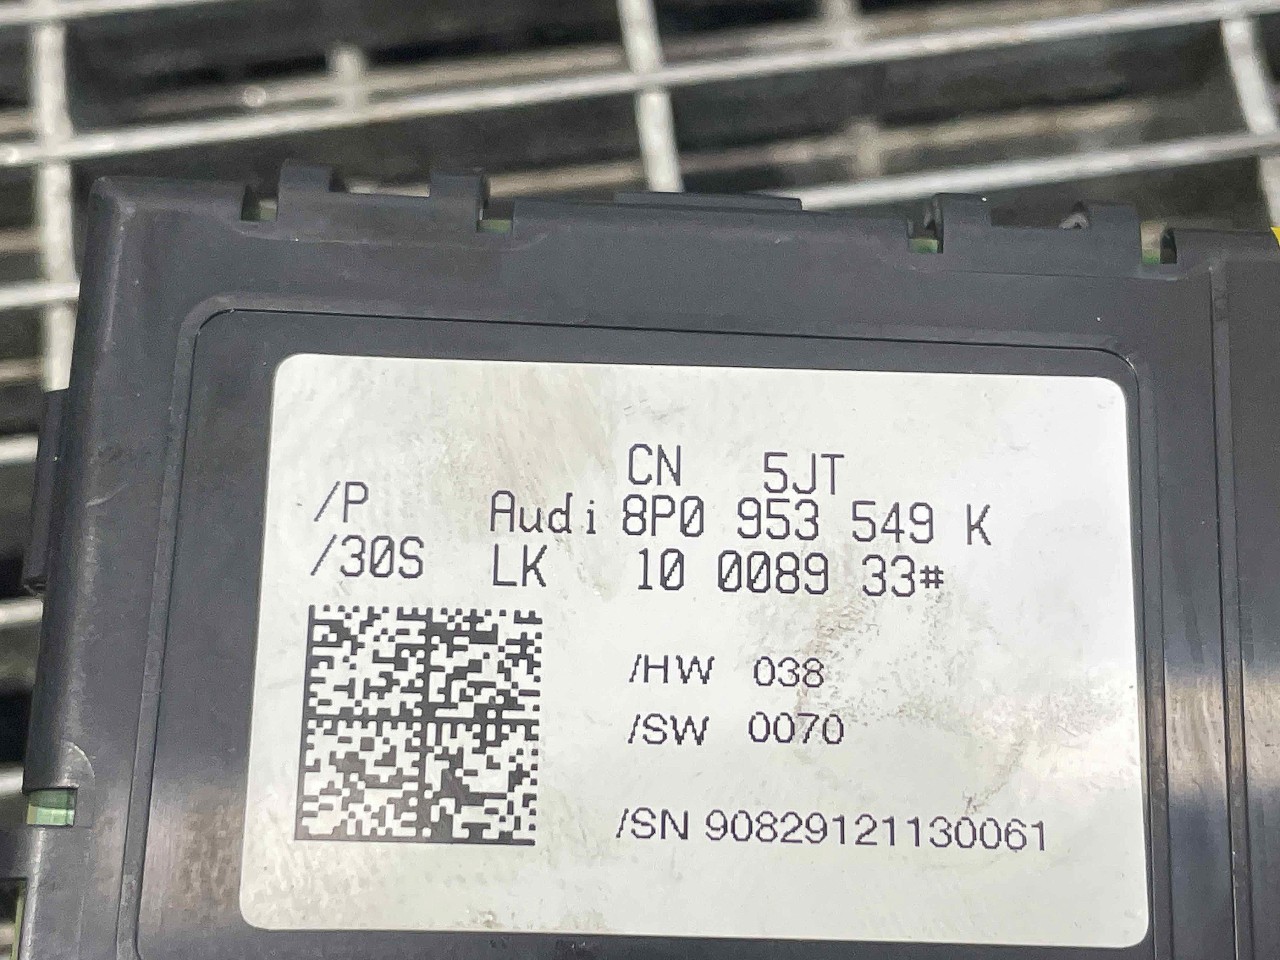 CN 5JT
/P Audi 8P0 953 549 K
/30S LK 10 0089 33#
/HW 038
/SW 0070
/SN 90829121130061